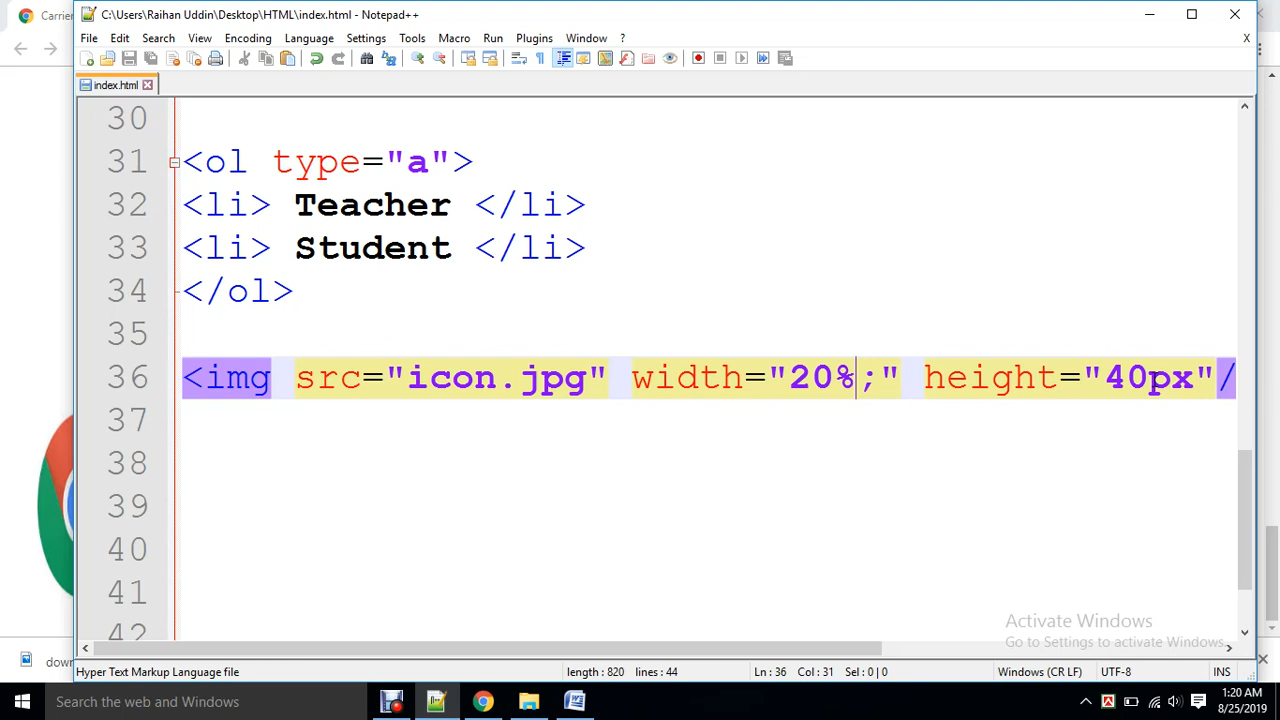 Carrier
C:\Users\Raihan Uddin\Desktop\HTML\index.html - Notepad++
File Edit Search View Encoding Language Settings Tools Macro Run Plugins Window ? X
index.html
30
31 <ol type="a">
32 <li> Teacher </li>
33 <li> Student </li>
34 </ol>
35
36 <img src="icon.jpg" width="20%;" height="40px"/
37
38
39
40
41
42
Activate Windows
Go to Settings to activate Windows.
dow
Hyper Text Markup Language file length: 820 lines: 44 Ln: 36 Col: 31 Sel: 0 | 0 Windows (CR LF) UTF-8 INS
Search the web and Windows
1:20 AM
8/25/2019